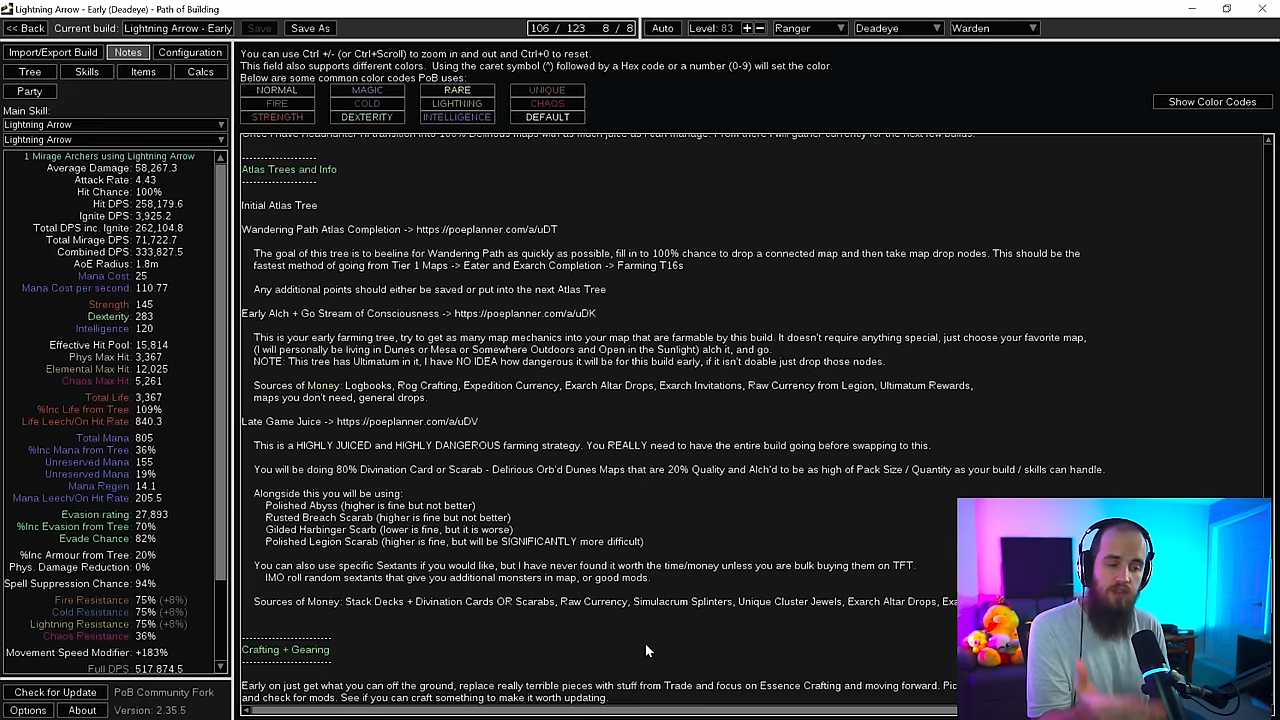 Lightning Arrow - Early (Deadeye) - Path of Building
<< Back Current build: Lightning Arrow - Early Save Save As 106 / 123 8 / 8 Auto Level: 83 + - Ranger Deadeye Warden
Import/Export Build Notes Configuration
Tree Skills Items Calcs
Party
Main Skill:
Lightning Arrow
Lightning Arrow
1 Mirage Archers using Lightning Arrow
Average Damage: 58,267.3
Attack Rate: 4.43
Hit Chance: 100%
Hit DPS: 258,179.6
Ignite DPS: 3,925.2
Total DPS inc. Ignite: 262,104.8
Total Mirage DPS: 71,722.7
Combined DPS: 333,827.5
AoE Radius: 1.8m
Mana Cost: 25
Mana Cost per second: 110.77
Strength: 145
Dexterity: 283
Intelligence: 120
Effective Hit Pool: 15,814
Phys Max Hit: 3,367
Elemental Max Hit: 12,025
Chaos Max Hit: 5,261
Total Life: 3,367
%Inc Life from Tree: 109%
Life Leech/On Hit Rate: 840.3
Total Mana: 805
%Inc Mana from Tree: 36%
Unreserved Mana: 155
Unreserved Mana: 19%
Mana Regen: 14.1
Mana Leech/On Hit Rate: 205.5
Evasion rating: 27,893
%Inc Evasion from Tree: 70%
Evade Chance: 82%
%Inc Armour from Tree: 20%
Phys. Damage Reduction: 0%
Spell Suppression Chance: 94%
Fire Resistance: 75% (+8%)
Cold Resistance: 75% (+8%)
Lightning Resistance: 75% (+8%)
Chaos Resistance: 36%
Movement Speed Modifier: +183%
Full DPS: 517,874.5
Check for Update PoB Community Fork
Options About Version: 2.35.5
You can use Ctrl +/- (or Ctrl+Scroll) to zoom in and out and Ctrl+0 to reset.
This field also supports different colors. Using the caret symbol (^) followed by a Hex code or a number (0-9) will set the color.
Below are some common color codes PoB uses:
NORMAL MAGIC RARE UNIQUE
FIRE COLD LIGHTNING CHAOS
STRENGTH DEXTERITY INTELLIGENCE DEFAULT
Show Color Codes
Once I have Headhunter I'll transition into 100% Delirious maps with as much juice as I can manage. From there I will gather currency for the next few builds.
--------------------
Atlas Trees and Info
--------------------
Initial Atlas Tree
Wandering Path Atlas Completion -> https://poeplanner.com/a/uDT
The goal of this tree is to beeline for Wandering Path as quickly as possible, fill in to 100% chance to drop a connected map and then take map drop nodes. This should be the
fastest method of going from Tier 1 Maps -> Eater and Exarch Completion -> Farming T16s
Any additional points should either be saved or put into the next Atlas Tree
Early Alch + Go Stream of Consciousness -> https://poeplanner.com/a/uDK
This is your early farming tree, try to get as many map mechanics into your map that are farmable by this build. It doesn't require anything special, just choose your favorite map,
(I will personally be living in Dunes or Mesa or Somewhere Outdoors and Open in the Sunlight) alch it, and go.
NOTE: This tree has Ultimatum in it, I have NO IDEA how dangerous it will be for this build early, if it isn't doable just drop those nodes.
Sources of Money: Logbooks, Rog Crafting, Expedition Currency, Exarch Altar Drops, Exarch Invitations, Raw Currency from Legion, Ultimatum Rewards,
maps you don't need, general drops.
Late Game Juice -> https://poeplanner.com/a/uDV
This is a HIGHLY JUICED and HIGHLY DANGEROUS farming strategy. You REALLY need to have the entire build going before swapping to this.
You will be doing 80% Divination Card or Scarab - Delirious Orb'd Dunes Maps that are 20% Quality and Alch'd to be as high of Pack Size / Quantity as your build / skills can handle.
Alongside this you will be using:
Polished Abyss (higher is fine but not better)
Rusted Breach Scarab (higher is fine but not better)
Gilded Harbinger Scarb (lower is fine, but it is worse)
Polished Legion Scarab (higher is fine, but will be SIGNIFICANTLY more difficult)
You can also use specific Sextants if you would like, but I have never found it worth the time/money unless you are bulk buying them on TFT.
IMO roll random sextants that give you additional monsters in map, or good mods.
Sources of Money: Stack Decks + Divination Cards OR Scarabs, Raw Currency, Simulacrum Splinters, Unique Cluster Jewels, Exarch Altar Drops,
------------------------
Crafting + Gearing
------------------------
Early on just get what you can off the ground, replace really terrible pieces with stuff from Trade and focus on Essence Crafting and moving forward.
and check for mods. See if you can craft something to make it worth updating.